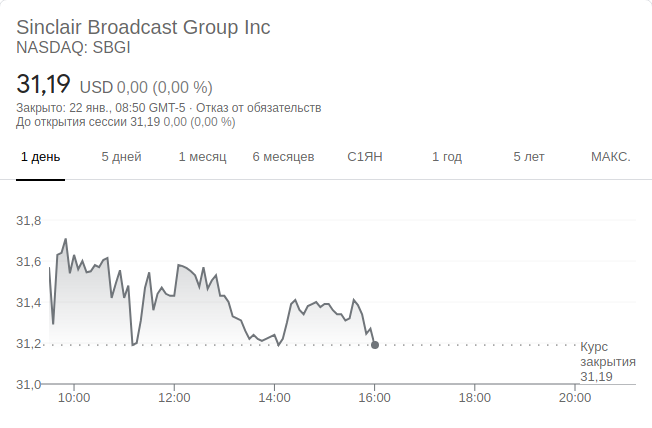 Sinclair Broadcast Group Inc
NASDAQ: SBGI
31,19 USD 0,00 (0,00 %)
Закрыто: 22 янв., 08:50 GMT-5 · Отказ от обязательств
До открытия сессии 31,19 0,00 (0,00 %)
1 день 5 дней 1 месяц 6 месяцев С1ЯН 1 год 5 лет МАКС.
31,8
31,6
31,4
31,2
Курс
закрытия
31,19
31,0
10:00 12:00 14:00 16:00 18:00 20:00